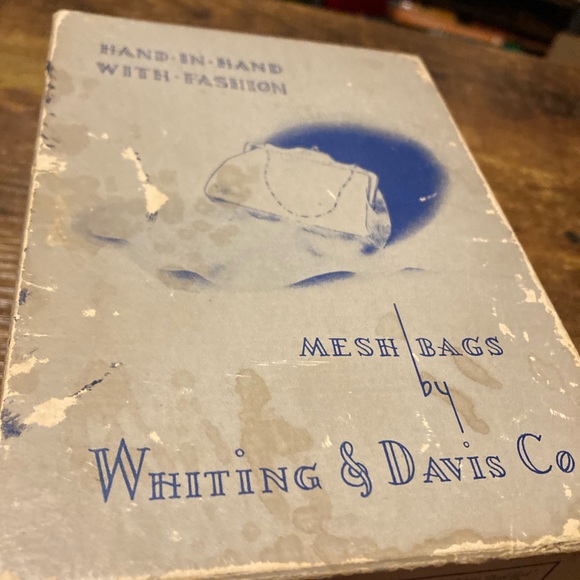 HAND·IN·HAND
WITH·FASHION
MESH BAGS
by
WHITING & DAVIS CO